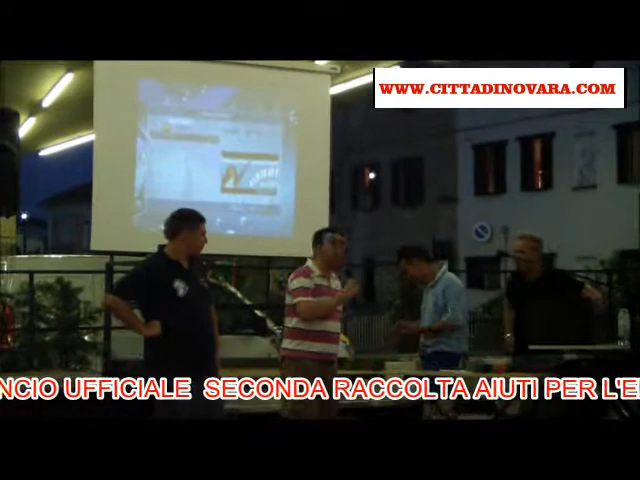 WWW.CITTADINOVARA.COM
NCIO UFFICIALE SECONDA RACCOLTA AIUTI PER L'E